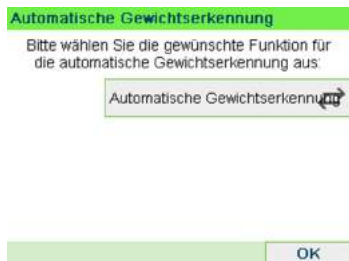 Automatische Gewichtserkennung
Bitte wählen Sie die gewünschte Funktion für
die automatische Gewichtserkennung aus:
Automatische Gewichtserkennung
OK